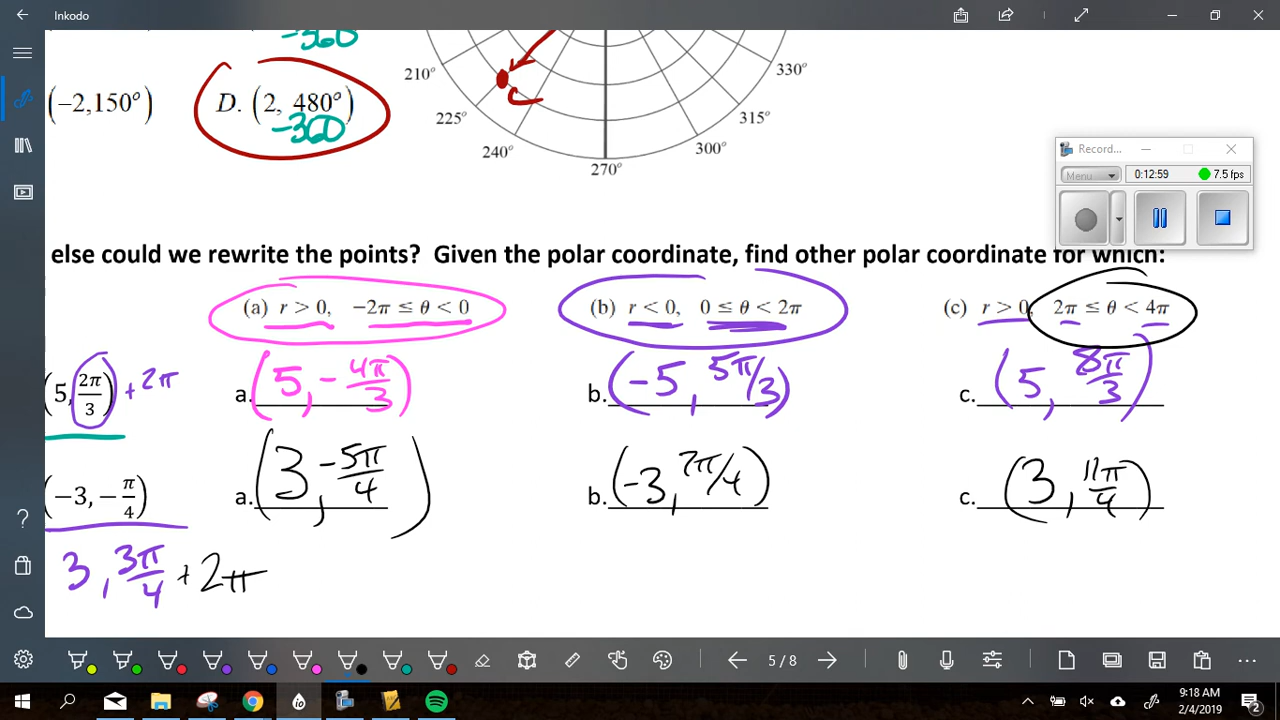 Inkodo
-360
210°
330°
(−2,150°)
D. (2, 480°)
-360
225°
315°
240°
300°
270°
Record...
Menu
0:12:59
7.5 fps
else could we rewrite the points? Given the polar coordinate, find other polar coordinate for which:
(a) r > 0, −2π ≤ θ < 0
(b) r < 0, 0 ≤ θ < 2π
(c) r > 0, 2π ≤ θ < 4π
(5, 2π/3) +2π
a. (5, -4π/3)
b. (-5, 5π/3)
c. (5, 8π/3)
(−3, −π/4)
a. (3, -5π/4)
b. (-3, 7π/4)
c. (3, 11π/4)
3, 3π/4 +2π
5 / 8
9:18 AM
2/4/2019
2